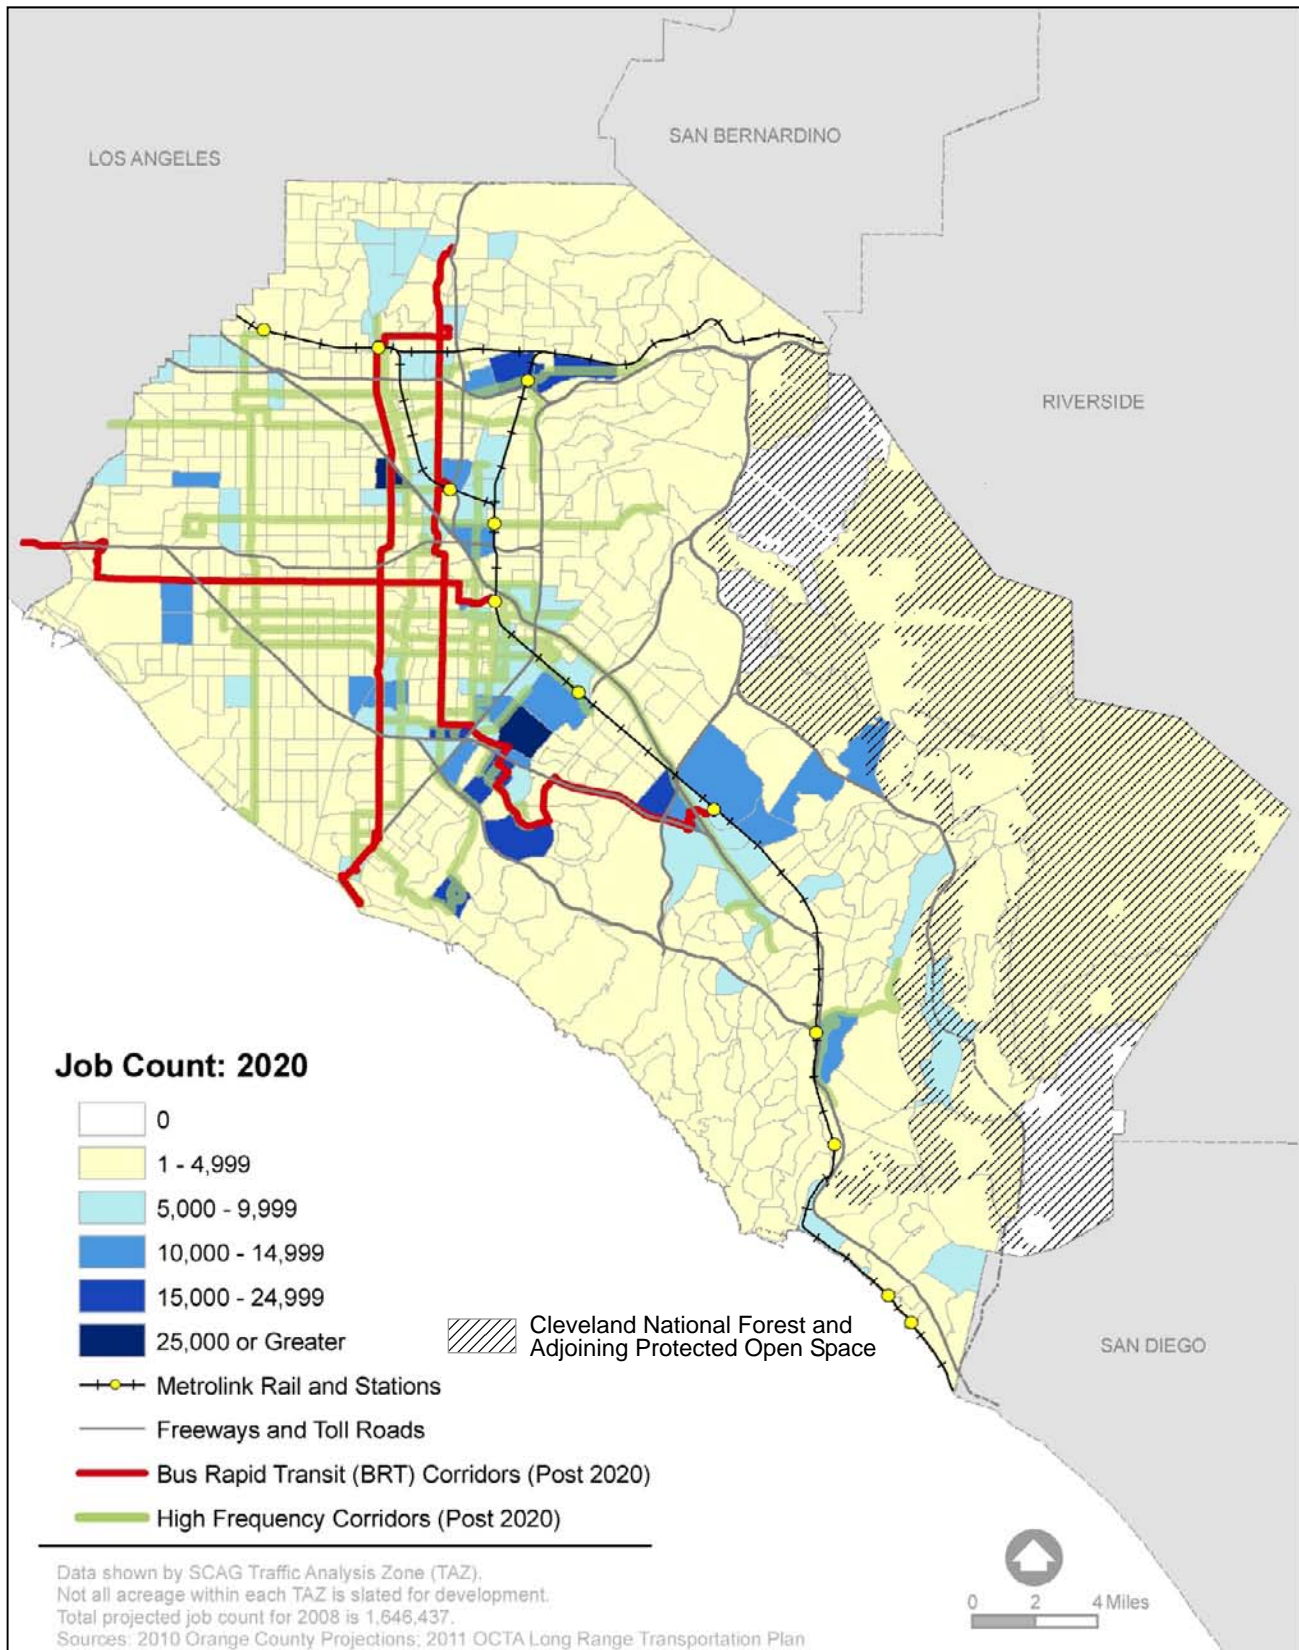 LOS ANGELES
SAN BERNARDINO
RIVERSIDE
Job Count: 2020
0
1 - 4,999
5,000 - 9,999
10,000 - 14,999
15,000 - 24,999
25,000 or Greater
Cleveland National Forest and
Adjoining Protected Open Space
SAN DIEGO
Metrolink Rail and Stations
Freeways and Toll Roads
Bus Rapid Transit (BRT) Corridors (Post 2020)
High Frequency Corridors (Post 2020)
Data shown by SCAG Traffic Analysis Zone (TAZ).
Not all acreage within each TAZ is slated for development.
Total projected job count for 2008 is 1,646,437.
Sources: 2010 Orange County Projections; 2011 OCTA Long Range Transportation Plan
0 2 4 Miles